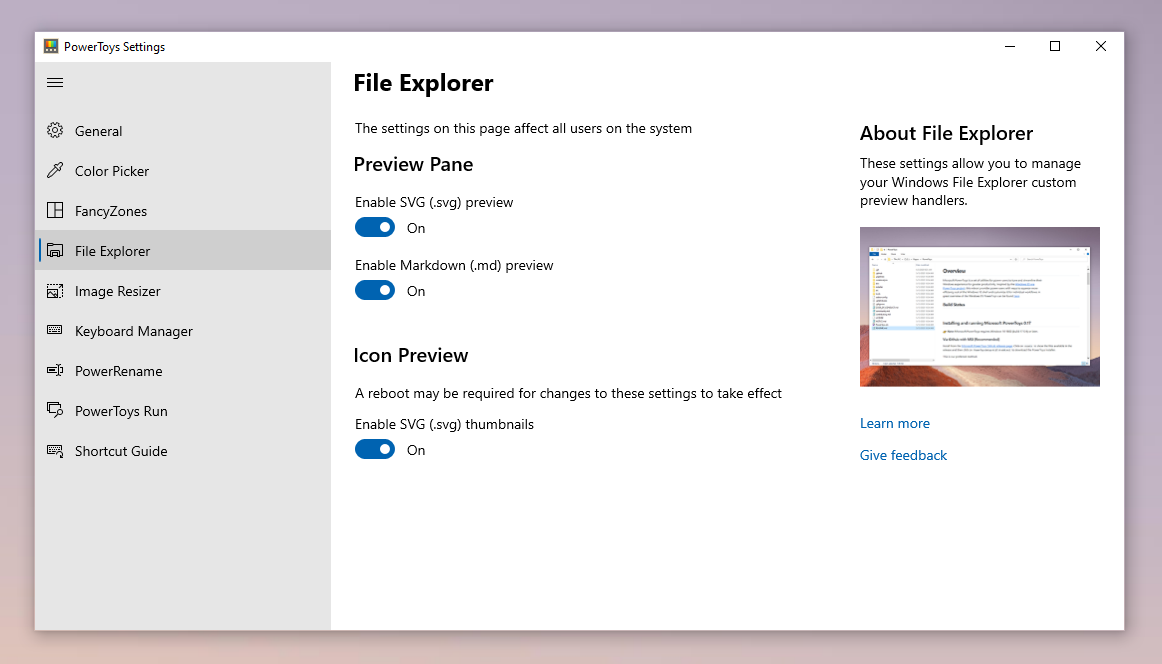 PowerToys Settings
General
Color Picker
FancyZones
File Explorer
Image Resizer
Keyboard Manager
PowerRename
PowerToys Run
Shortcut Guide
File Explorer
The settings on this page affect all users on the system
Preview Pane
Enable SVG (.svg) preview
On
Enable Markdown (.md) preview
On
Icon Preview
A reboot may be required for changes to these settings to take effect
Enable SVG (.svg) thumbnails
On
About File Explorer
These settings allow you to manage
your Windows File Explorer custom
preview handlers.
Overview
Learn more
Give feedback